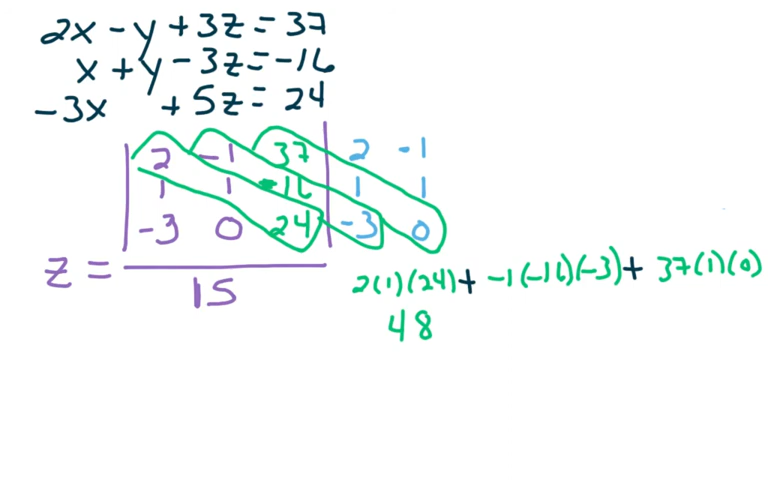 2x - y + 3z = 37
x + y - 3z = -16
-3x + 5z = 24
| 2 -1 37 | 2 -1
| 1 1 -16 | 1 1
| -3 0 24 | -3 0
z = 15
2(1)(24) + -1(-16)(-3) + 37(1)(0)
48